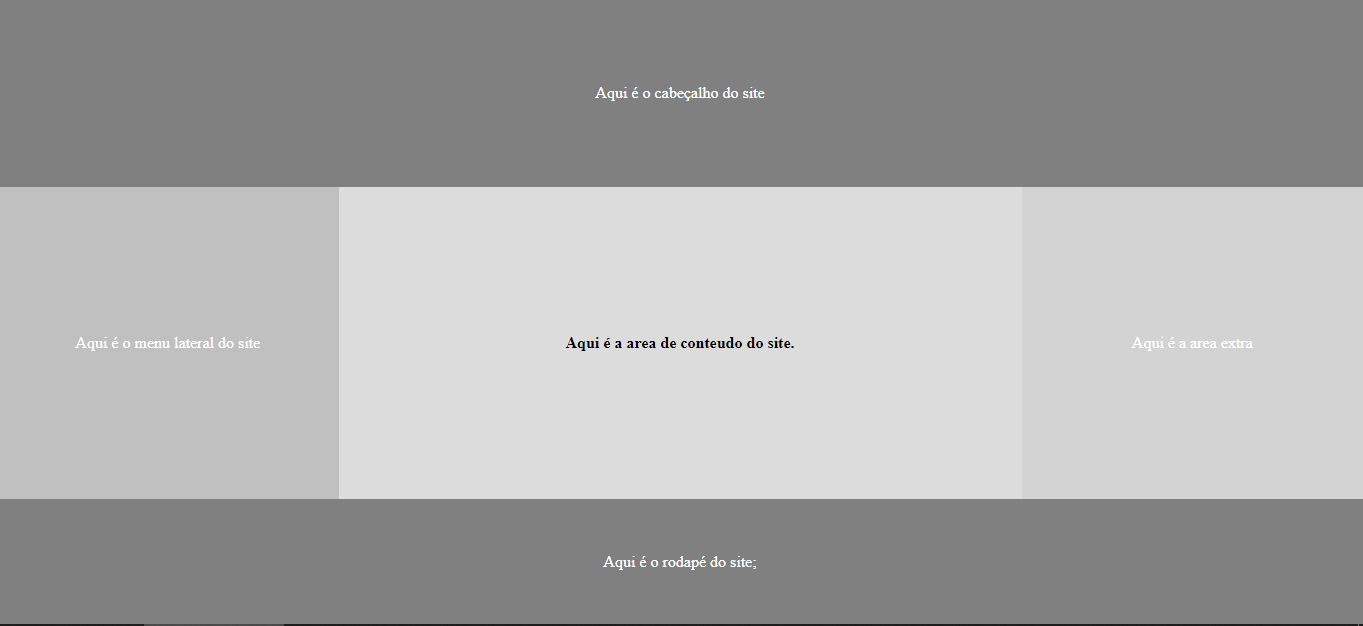 Aqui é o cabeçalho do site
Aqui é o menu lateral do site
Aqui é a area de conteudo do site.
Aqui é a area extra
Aqui é o rodapé do site;